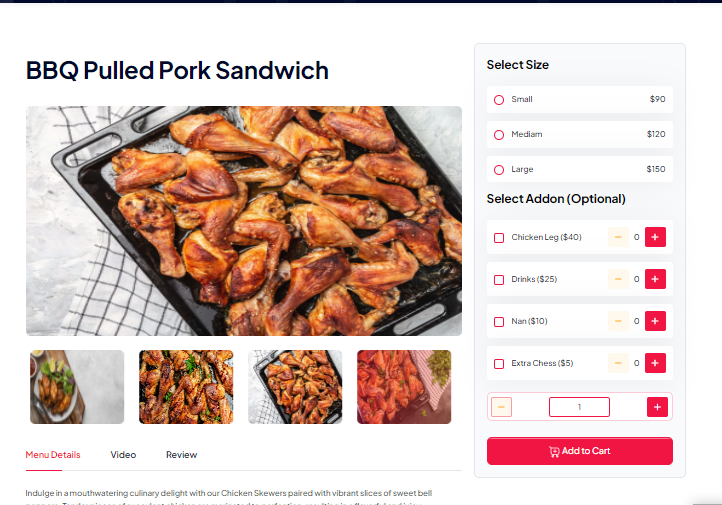 BBQ Pulled Pork Sandwich
Select Size
Small $90
Mediam $120
Large $150
Select Addon (Optional)
Chicken Leg ($40) − 0 +
Drinks ($25) − 0 +
Nan ($10) − 0 +
Extra Chess ($5) − 0 +
− 1 +
Add to Cart
Menu Details Video Review
Indulge in a mouthwatering culinary delight with our Chicken Skewers paired with vibrant slices of sweet bell